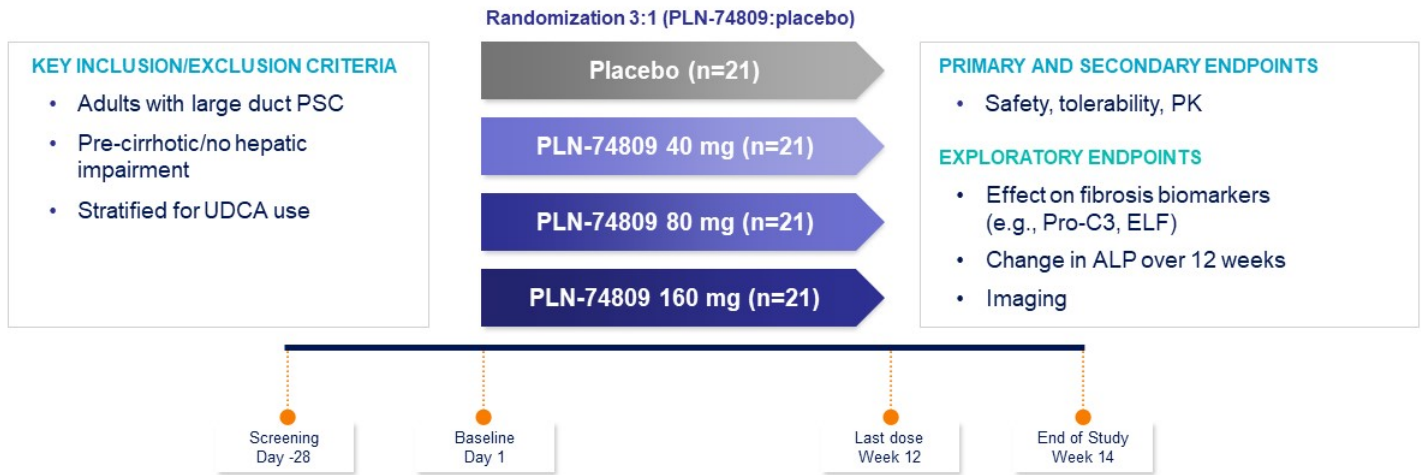 Randomization 3:1 (PLN-74809:placebo)
KEY INCLUSION/EXCLUSION CRITERIA
• Adults with large duct PSC
• Pre-cirrhotic/no hepatic
impairment
• Stratified for UDCA use
Placebo (n=21)
PLN-74809 40 mg (n=21)
PLN-74809 80 mg (n=21)
PLN-74809 160 mg (n=21)
PRIMARY AND SECONDARY ENDPOINTS
• Safety, tolerability, PK
EXPLORATORY ENDPOINTS
• Effect on fibrosis biomarkers
(e.g., Pro-C3, ELF)
• Change in ALP over 12 weeks
• Imaging
Screening
Day -28
Baseline
Day 1
Last dose
Week 12
End of Study
Week 14